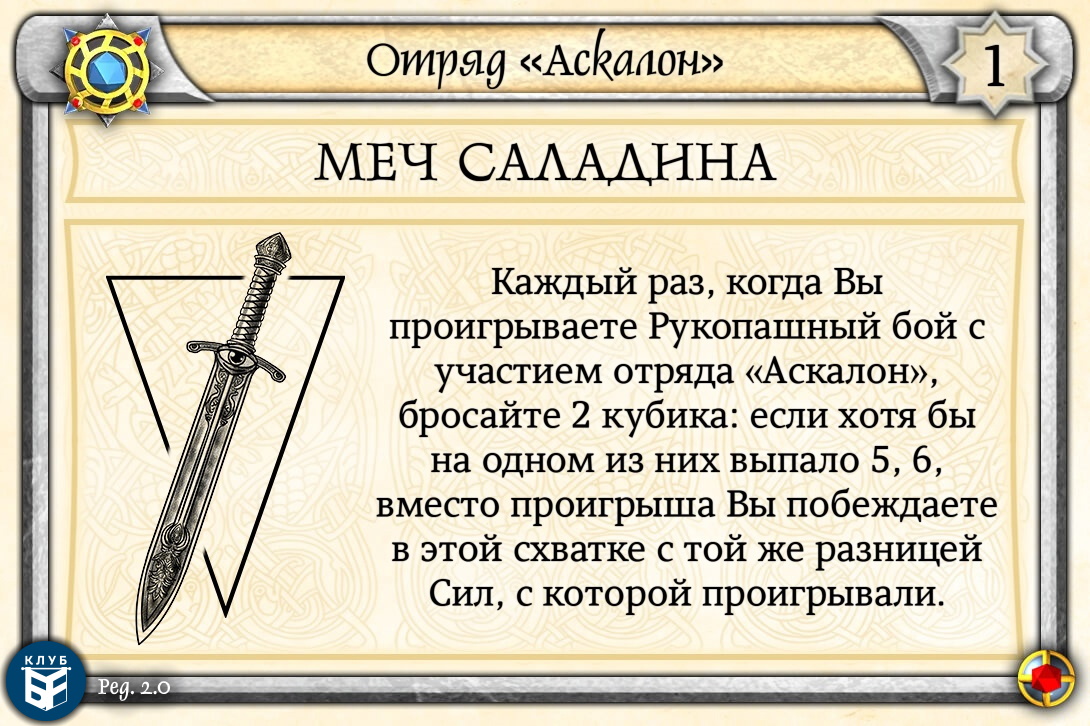 Отряд «Аскалон»
1
МЕЧ САЛАДИНА
Каждый раз, когда Вы
проигрываете Рукопашный бой с
участием отряда «Аскалон»,
бросайте 2 кубика: если хотя бы
на одном из них выпало 5, 6,
вместо проигрыша Вы побеждаете
в этой схватке с той же разницей
Сил, с которой проигрывали.
КЛУБ
Ред. 2.0